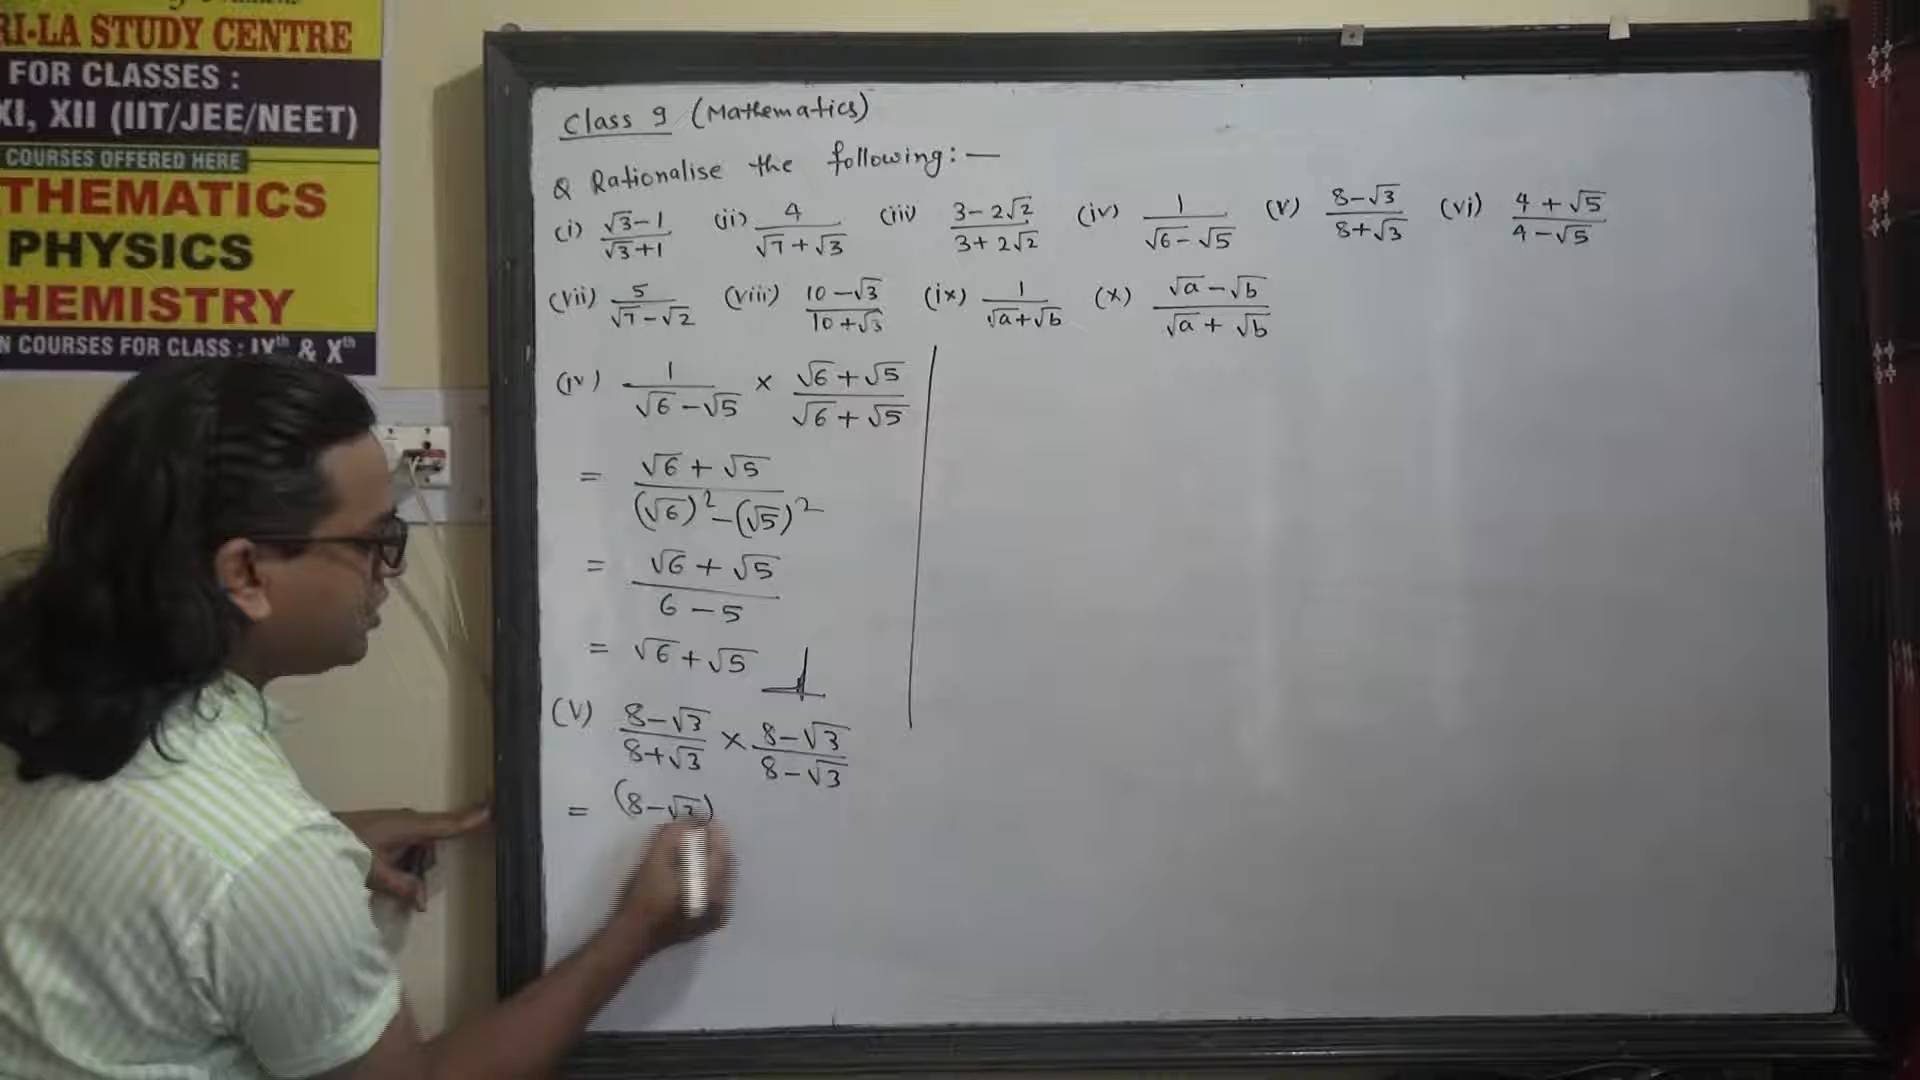 RI-LA STUDY CENTRE
FOR CLASSES :
XI, XII (IIT/JEE/NEET)
COURSES OFFERED HERE
THEMATICS
PHYSICS
HEMISTRY
N COURSES FOR CLASS : IXth & Xth
Class 9 (Mathematics)
Q Rationalise the following:—
(i) (√3-1)/(√3+1) (ii) 4/(√7+√3) (iii) (3-2√2)/(3+2√2) (iv) 1/(√6-√5) (v) (8-√3)/(8+√3) (vi) (4+√5)/(4-√5)
(vii) 5/(√7-√2) (viii) (10-√3)/(10+√3) (ix) 1/(√a+√b) (x) (√a-√b)/(√a+√b)
(iv) 1/(√6-√5) × (√6+√5)/(√6+√5)
= (√6+√5)/((√6)²-(√5)²)
= (√6+√5)/(6-5)
= √6+√5
(v) (8-√3)/(8+√3) × (8-√3)/(8-√3)
= (8-√3)